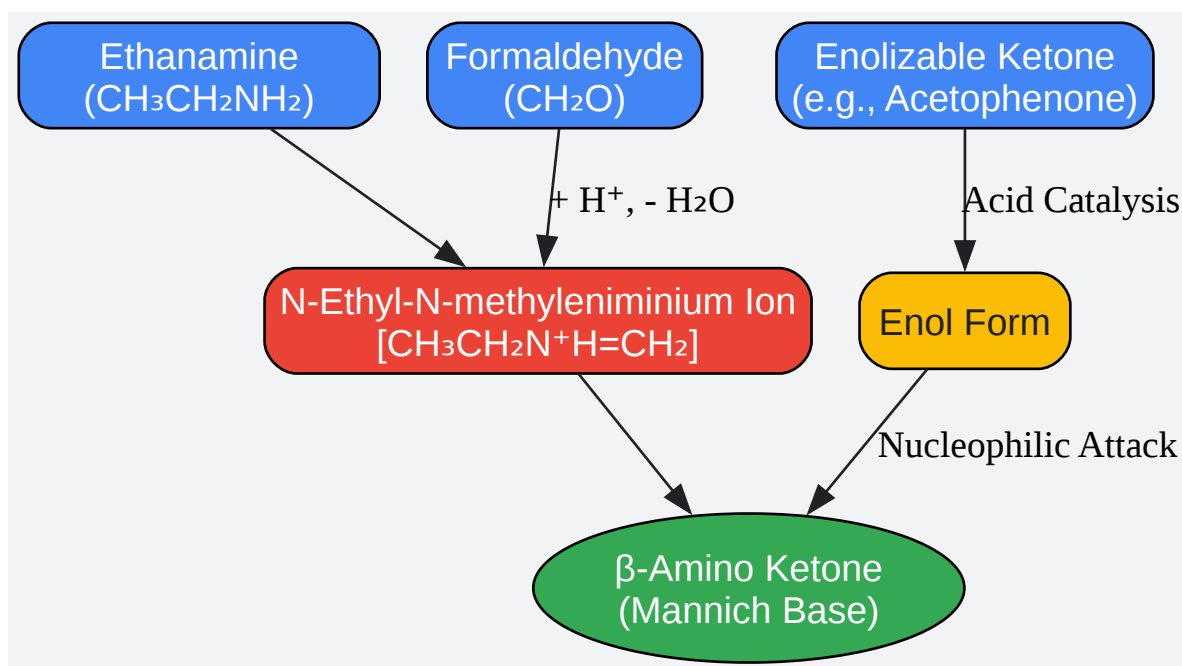 Ethanamine
(CH₃CH₂NH₂)
Formaldehyde
(CH₂O)
Enolizable Ketone
(e.g., Acetophenone)
+ H⁺, - H₂O
Acid Catalysis
N-Ethyl-N-methyleniminium Ion
[CH₃CH₂N⁺H=CH₂]
Enol Form
Nucleophilic Attack
β-Amino Ketone
(Mannich Base)